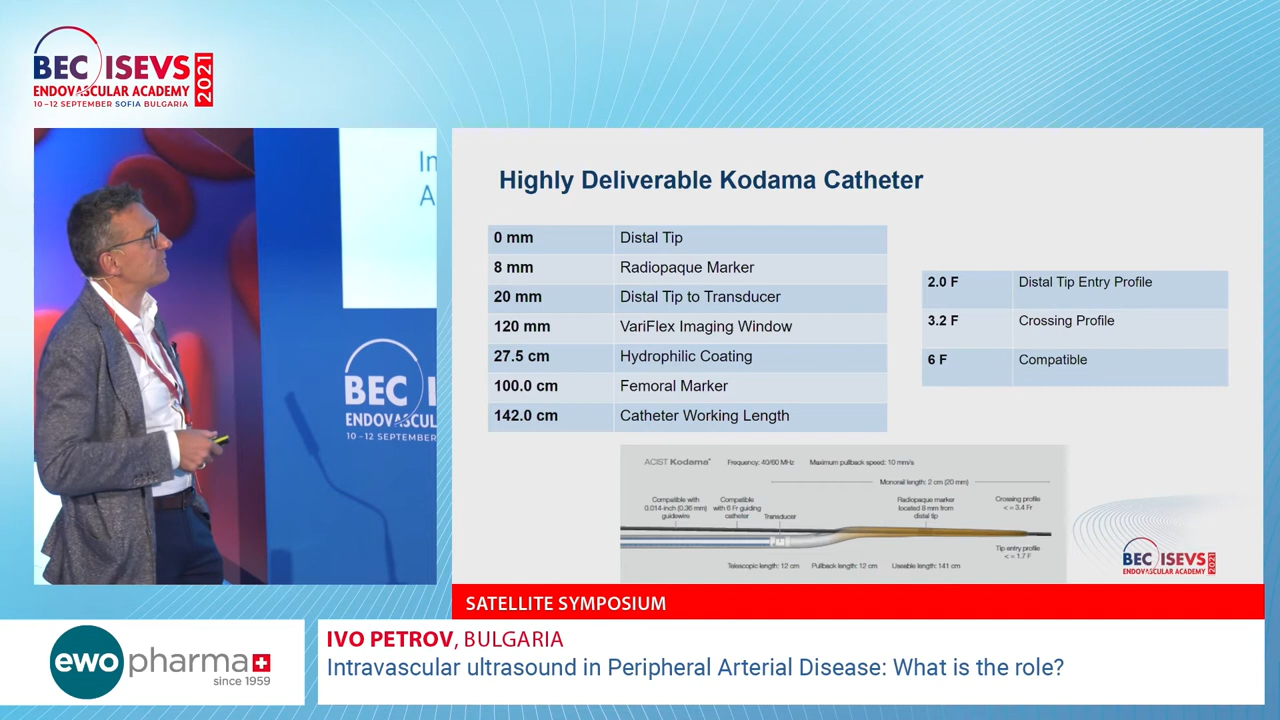 BEC ISEVS 2021
ENDOVASCULAR ACADEMY
10–12 SEPTEMBER SOFIA BULGARIA
In
A
BEC I
ENDOVASCUL
10-12 SEPTEMBER
Highly Deliverable Kodama Catheter
0 mm Distal Tip
8 mm Radiopaque Marker
20 mm Distal Tip to Transducer
120 mm VariFlex Imaging Window
27.5 cm Hydrophilic Coating
100.0 cm Femoral Marker
142.0 cm Catheter Working Length
2.0 F Distal Tip Entry Profile
3.2 F Crossing Profile
6 F Compatible
ACIST Kodama™ Frequency: 40/60 MHz Maximum pullback speed: 10 mm/s
Monorail length: 2 cm (20 mm)
Compatible with
0.014-inch (0.36 mm)
guidewire
Compatible
with 6 Fr guiding
catheter
Transducer
Radiopaque marker
located 8 mm from
distal tip
Crossing profile
<= 3.4 Fr
Tip entry profile
<= 1.7 F
Telescopic length: 12 cm Pullback length: 12 cm Useable length: 141 cm
BEC ISEVS 2021
ENDOVASCULAR ACADEMY
SATELLITE SYMPOSIUM
ewopharma
since 1959
IVO PETROV, BULGARIA
Intravascular ultrasound in Peripheral Arterial Disease: What is the role?